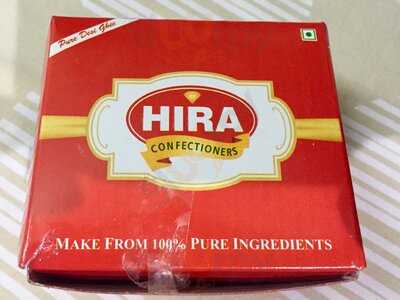 Pure Desi Ghee
HIRA
CONFECTIONERS
MAKE FROM 100% PURE INGREDIENTS